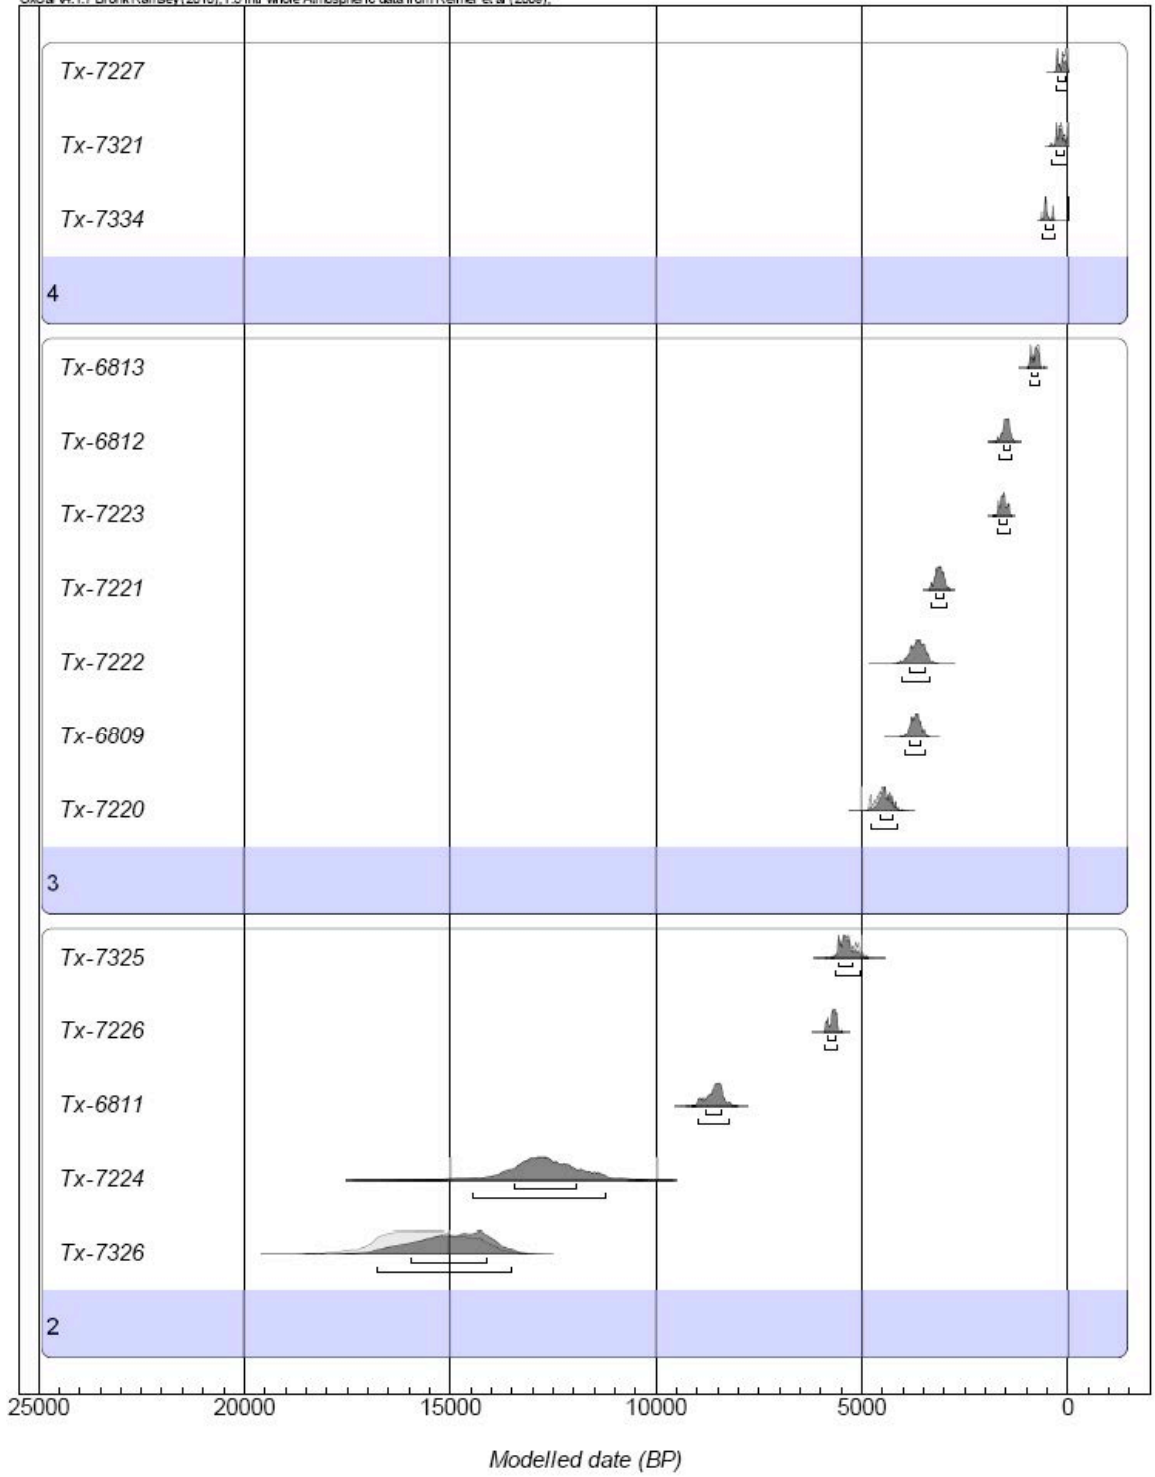 Tx-7227
Tx-7321
Tx-7334
4
Tx-6813
Tx-6812
Tx-7223
Tx-7221
Tx-7222
Tx-6809
Tx-7220
3
Tx-7325
Tx-7226
Tx-6811
Tx-7224
Tx-7326
2
25000 20000 15000 10000 5000 0
Modelled date (BP)